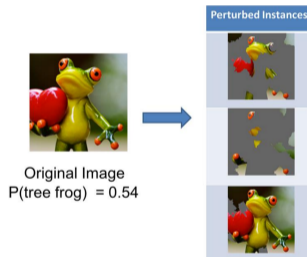 Perturbed Instances
Original Image
P(tree frog) = 0.54